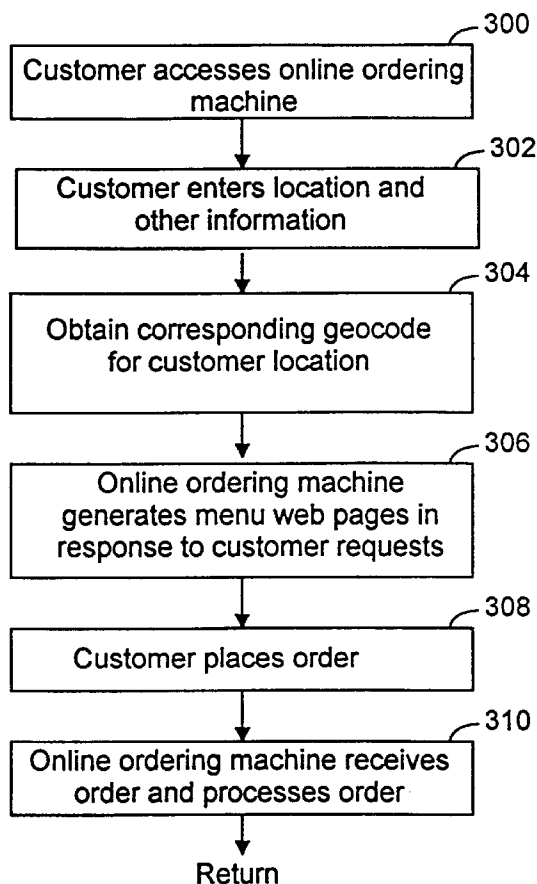 300
Customer accesses online ordering
machine
302
Customer enters location and
other information
304
Obtain corresponding geocode
for customer location
306
Online ordering machine
generates menu web pages in
response to customer requests
308
Customer places order
310
Online ordering machine receives
order and processes order
Return